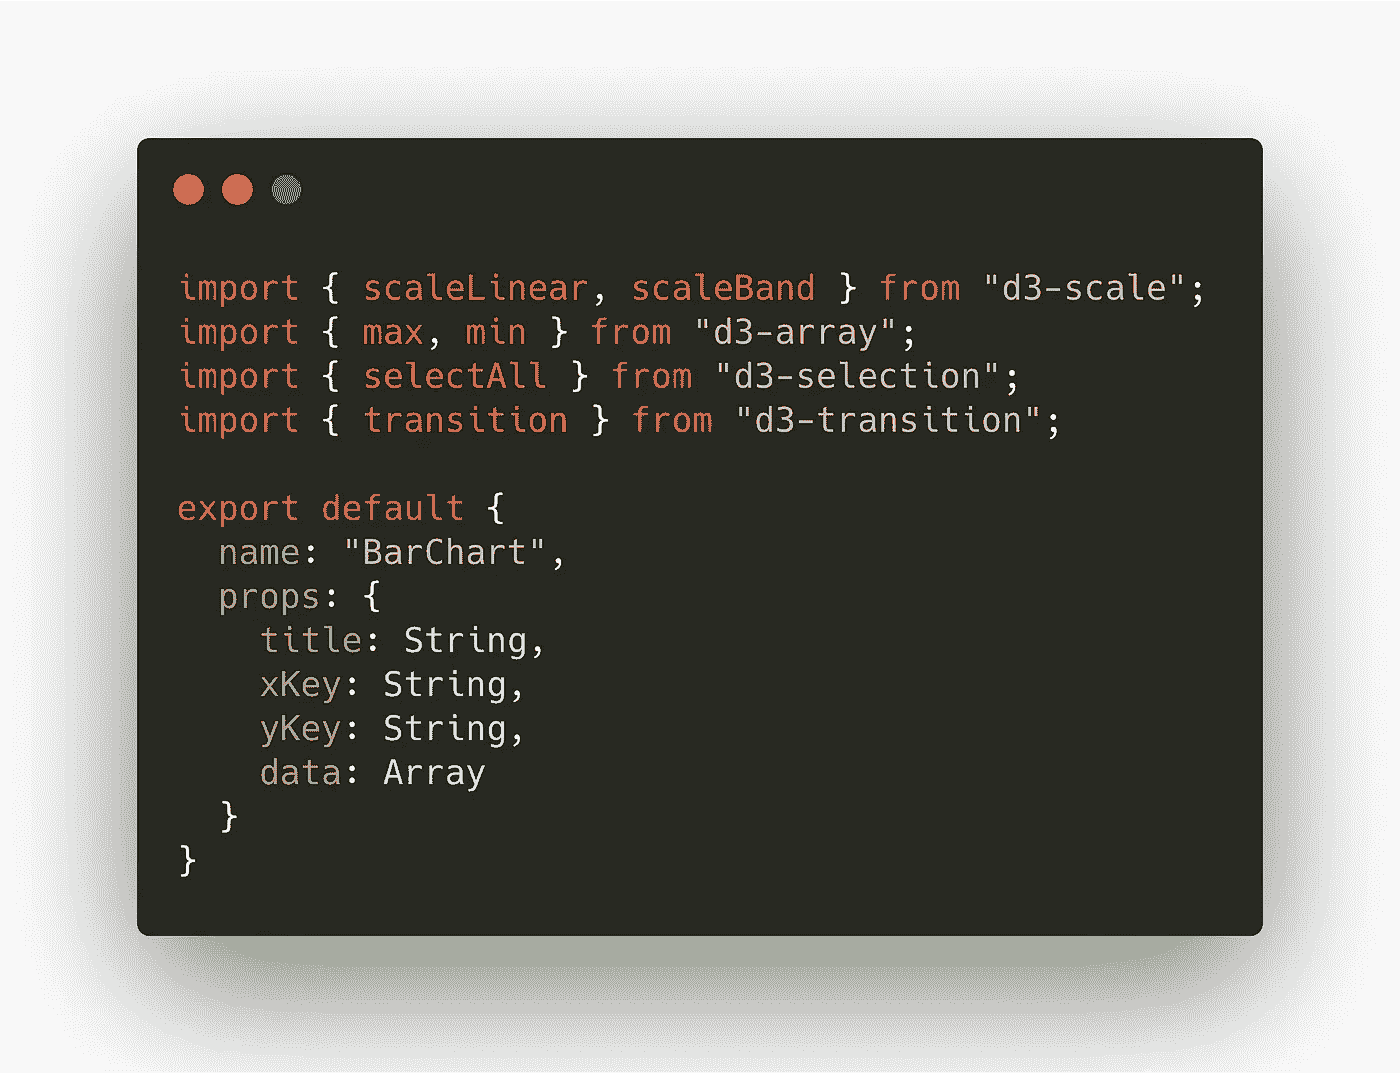 import { scaleLinear, scaleBand } from "d3-scale";
import { max, min } from "d3-array";
import { selectAll } from "d3-selection";
import { transition } from "d3-transition";
export default {
  name: "BarChart",
  props: {
    title: String,
    xKey: String,
    yKey: String,
    data: Array
  }
}